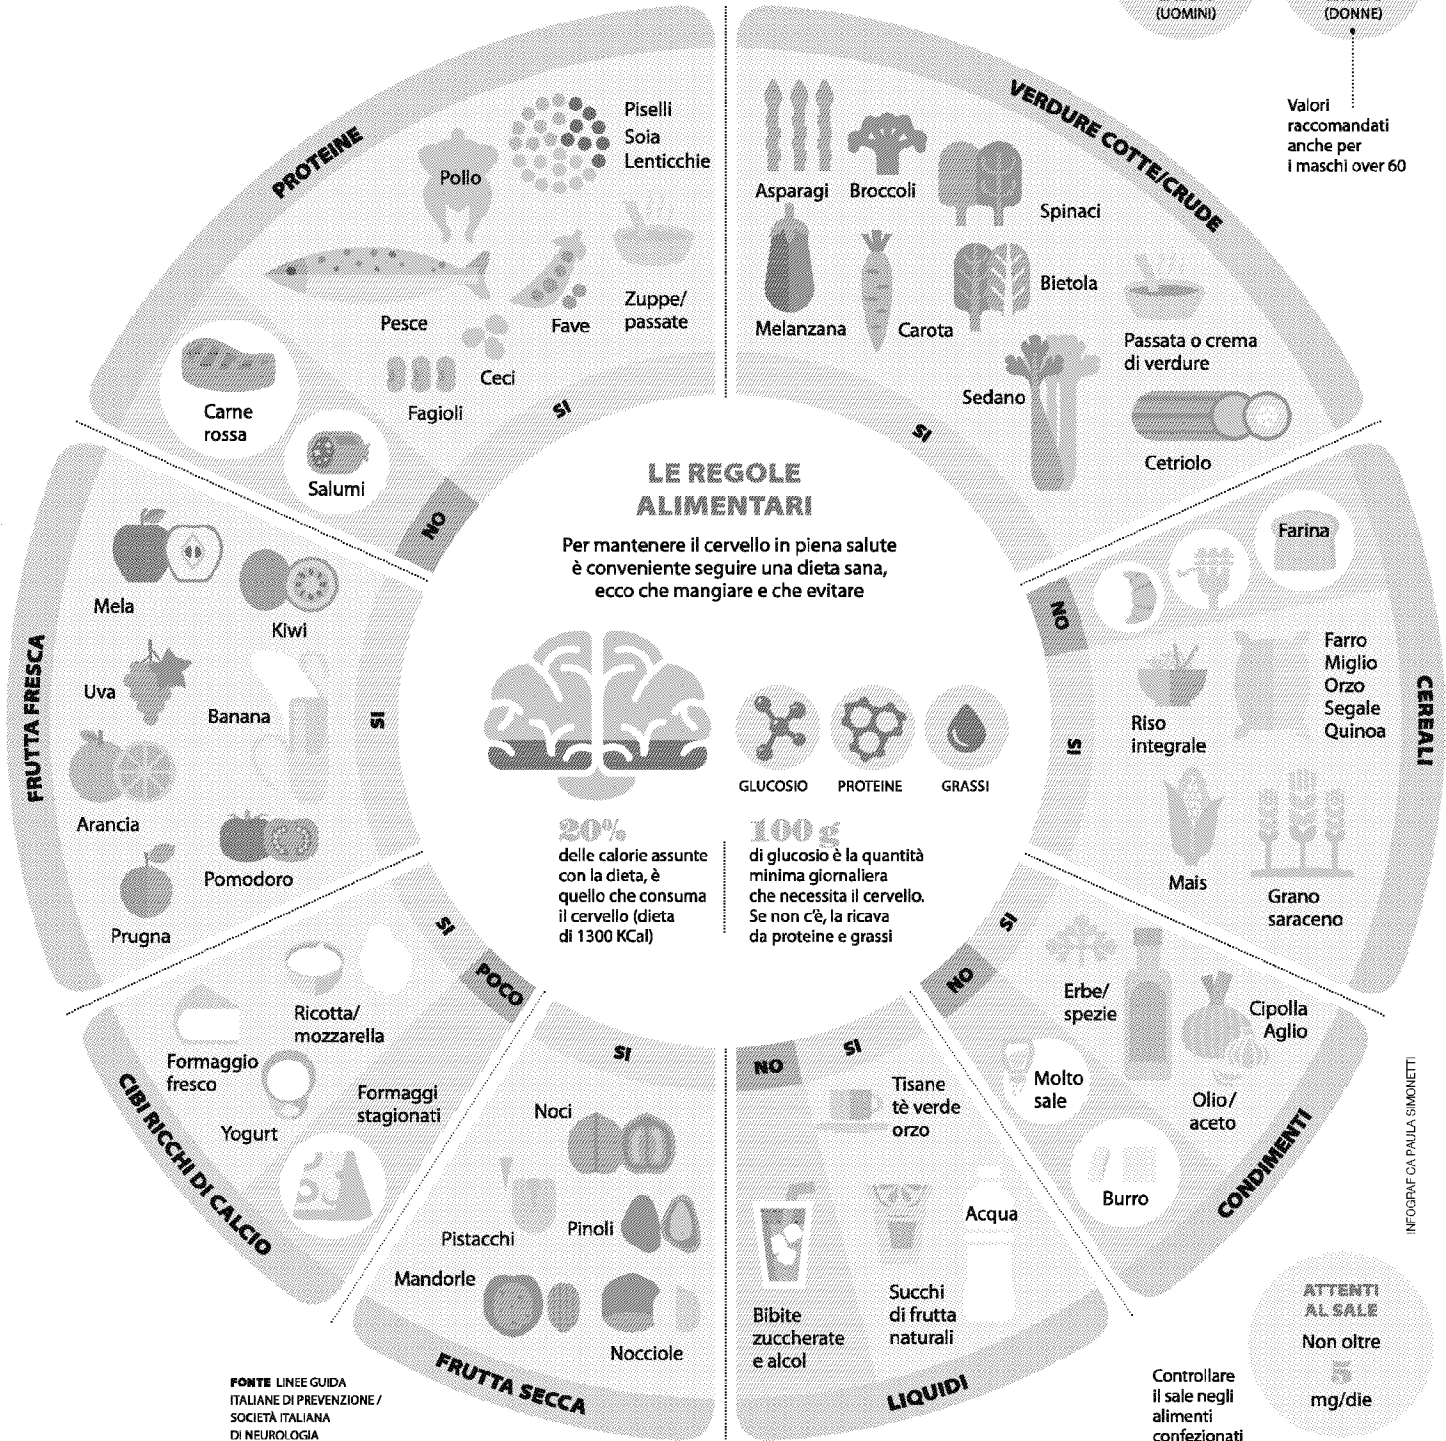 (UOMINI)
(DONNE)
Valori
raccomandati
anche per
i maschi over 60
PROTEINE
Piselli
Soia
Lenticchie
Pollo
Zuppe/
passate
Pesce
Fave
Ceci
Fagioli
Carne
rossa
Salumi
SI
NO
VERDURE COTTE/CRUDE
Asparagi
Broccoli
Spinaci
Bietola
Melanzana
Carota
Passata o crema
di verdure
Sedano
Cetriolo
SI
LE REGOLE
ALIMENTARI
Per mantenere il cervello in piena salute
è conveniente seguire una dieta sana,
ecco che mangiare e che evitare
GLUCOSIO
PROTEINE
GRASSI
20%
delle calorie assunte
con la dieta, è
quello che consuma
il cervello (dieta
di 1300 KCal)
100 g
di glucosio è la quantità
minima giornaliera
che necessita il cervello.
Se non c'è, la ricava
da proteine e grassi
FRUTTA FRESCA
Mela
Kiwi
Uva
Banana
Arancia
Pomodoro
Prugna
SI
CEREALI
Farina
NO
Farro
Miglio
Orzo
Segale
Quinoa
Riso
integrale
Mais
Grano
saraceno
SI
CIBI RICCHI DI CALCIO
SI
POCO
Ricotta/
mozzarella
Formaggio
fresco
Yogurt
Formaggi
stagionati
FRUTTA SECCA
SI
Noci
Pistacchi
Pinoli
Mandorle
Nocciole
LIQUIDI
NO
SI
Tisane
tè verde
orzo
Acqua
Succhi
di frutta
naturali
Bibite
zuccherate
e alcol
CONDIMENTI
SI
NO
Erbe/
spezie
Cipolla
Aglio
Molto
sale
Olio/
aceto
Burro
INFOGRAF CA PAULA SIMONETTI
ATTENTI
AL SALE
Non oltre
5
mg/die
Controllare
il sale negli
alimenti
confezionati
FONTE LINEE GUIDA
ITALIANE DI PREVENZIONE /
SOCIETÀ ITALIANA
DI NEUROLOGIA